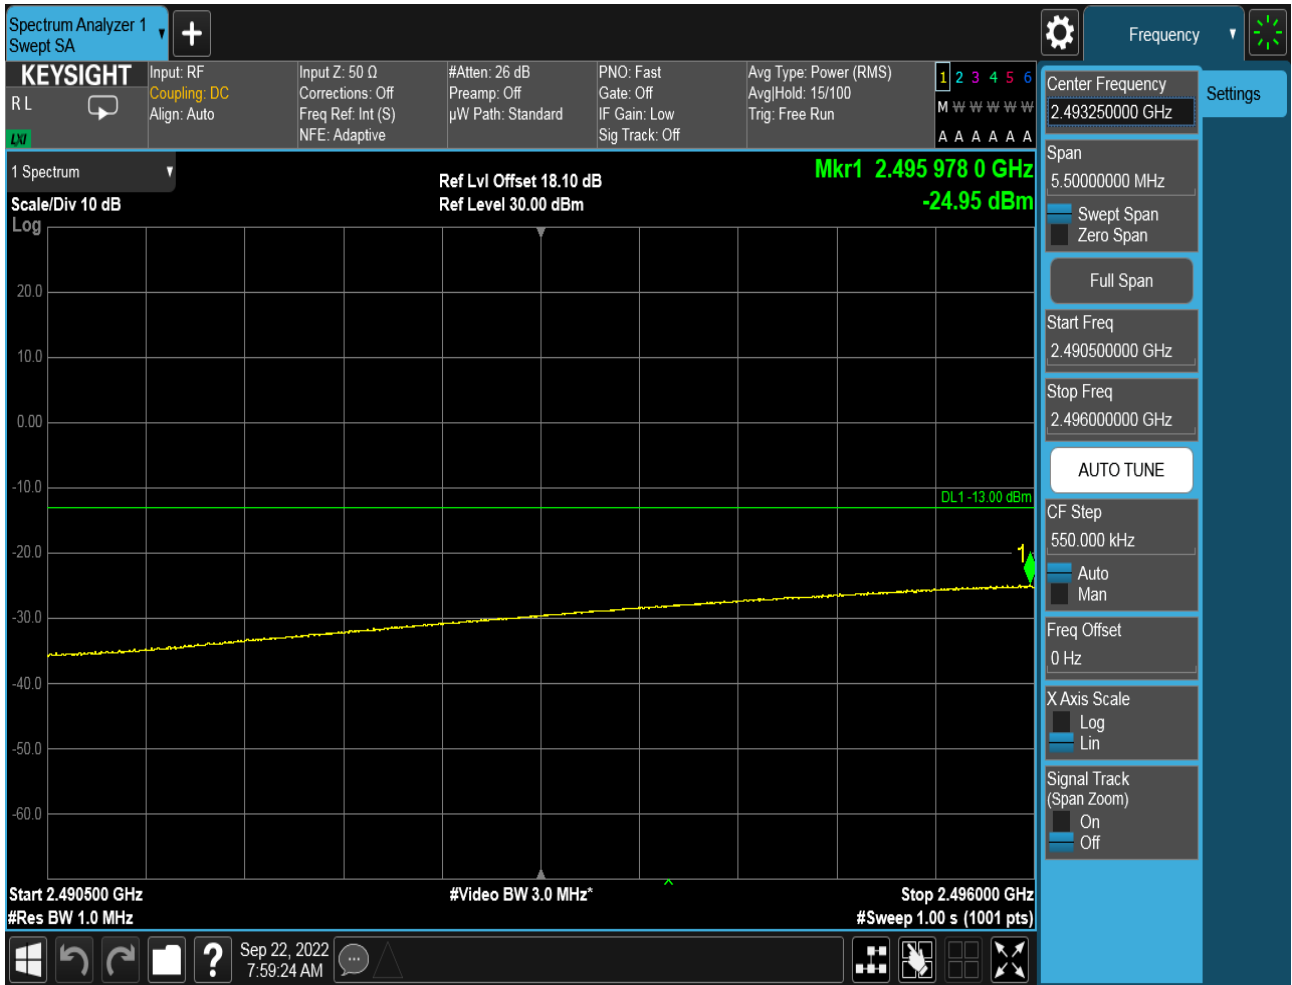 Spectrum Analyzer 1
Swept SA
Frequency
KEYSIGHT
R L
LXI
Input: RF
Coupling: DC
Align: Auto
Input Z: 50 Ω
Corrections: Off
Freq Ref: Int (S)
NFE: Adaptive
#Atten: 26 dB
Preamp: Off
µW Path: Standard
PNO: Fast
Gate: Off
IF Gain: Low
Sig Track: Off
Avg Type: Power (RMS)
Avg|Hold: 15/100
Trig: Free Run
1 2 3 4 5 6
M W W W W W
A A A A A A
1 Spectrum
Scale/Div 10 dB
Log
Ref Lvl Offset 18.10 dB
Ref Level 30.00 dBm
Mkr1 2.495 978 0 GHz
-24.95 dBm
20.0
10.0
0.00
-10.0
DL1 -13.00 dBm
-20.0
1
-30.0
-40.0
-50.0
-60.0
Start 2.490500 GHz
#Video BW 3.0 MHz*
Stop 2.496000 GHz
#Res BW 1.0 MHz
#Sweep 1.00 s (1001 pts)
Sep 22, 2022
7:59:24 AM
Center Frequency
2.493250000 GHz
Settings
Span
5.50000000 MHz
Swept Span
Zero Span
Full Span
Start Freq
2.490500000 GHz
Stop Freq
2.496000000 GHz
AUTO TUNE
CF Step
550.000 kHz
Auto
Man
Freq Offset
0 Hz
X Axis Scale
Log
Lin
Signal Track
(Span Zoom)
On
Off